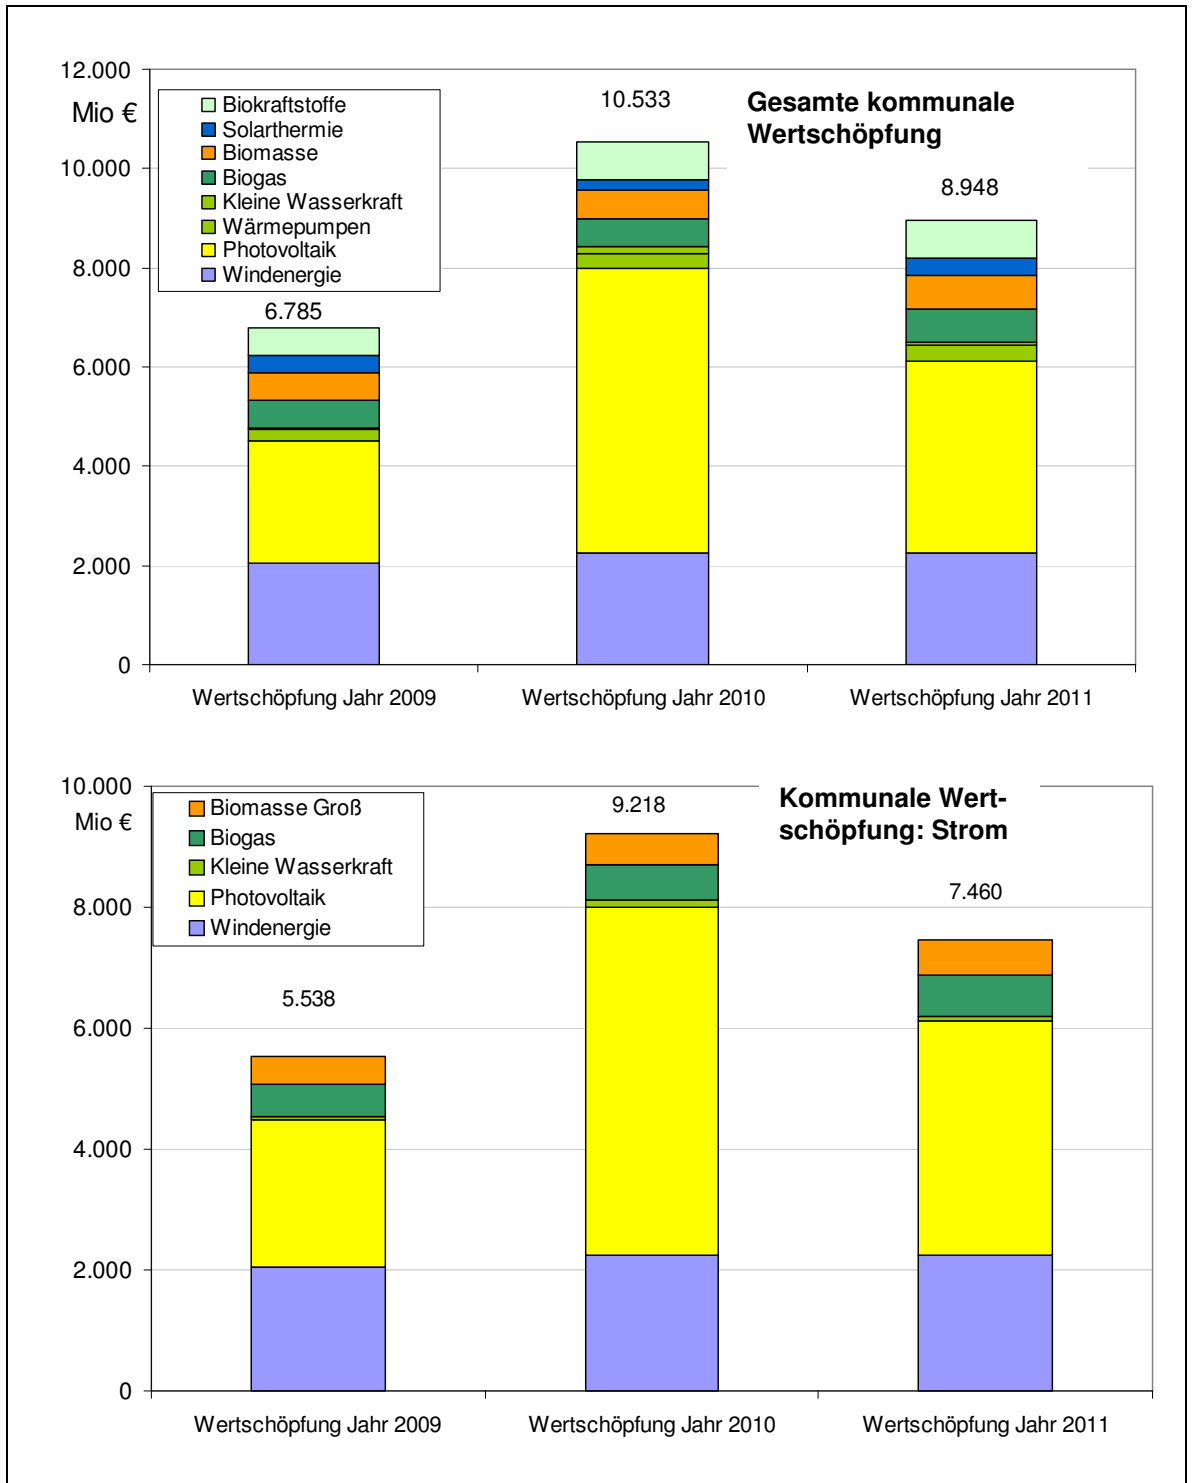 12.000
Mio €
10.000
8.000
6.000
4.000
2.000
0
Biokraftstoffe
Solarthermie
Biomasse
Biogas
Kleine Wasserkraft
Wärmepumpen
Photovoltaik
Windenergie
6.785
10.533
8.948
Gesamte kommunale
Wertschöpfung
Wertschöpfung Jahr 2009
Wertschöpfung Jahr 2010
Wertschöpfung Jahr 2011
10.000
Mio €
8.000
6.000
4.000
2.000
0
Biomasse Groß
Biogas
Kleine Wasserkraft
Photovoltaik
Windenergie
5.538
9.218
7.460
Kommunale Wert-
schöpfung: Strom
Wertschöpfung Jahr 2009
Wertschöpfung Jahr 2010
Wertschöpfung Jahr 2011